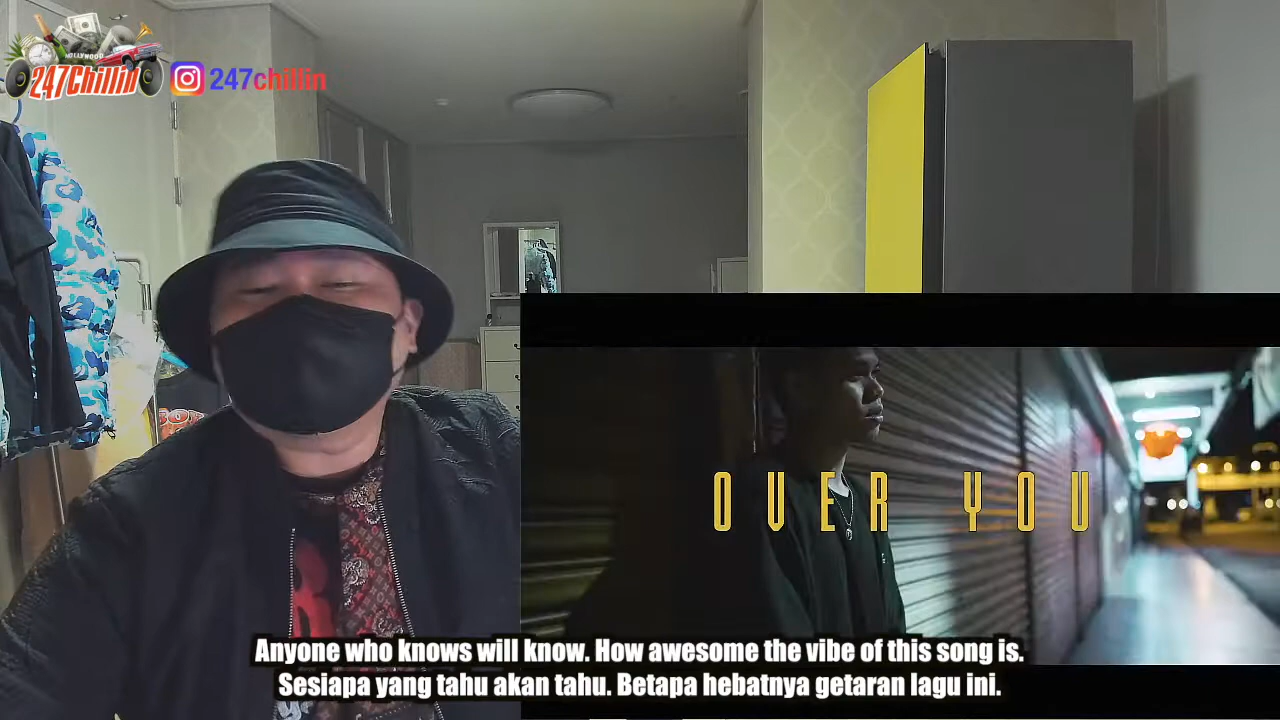 HOLLYWOOD
247Chillin
247chillin
OVER YOU
Anyone who knows will know. How awesome the vibe of this song is.
Sesiapa yang tahu akan tahu. Betapa hebatnya getaran lagu ini.